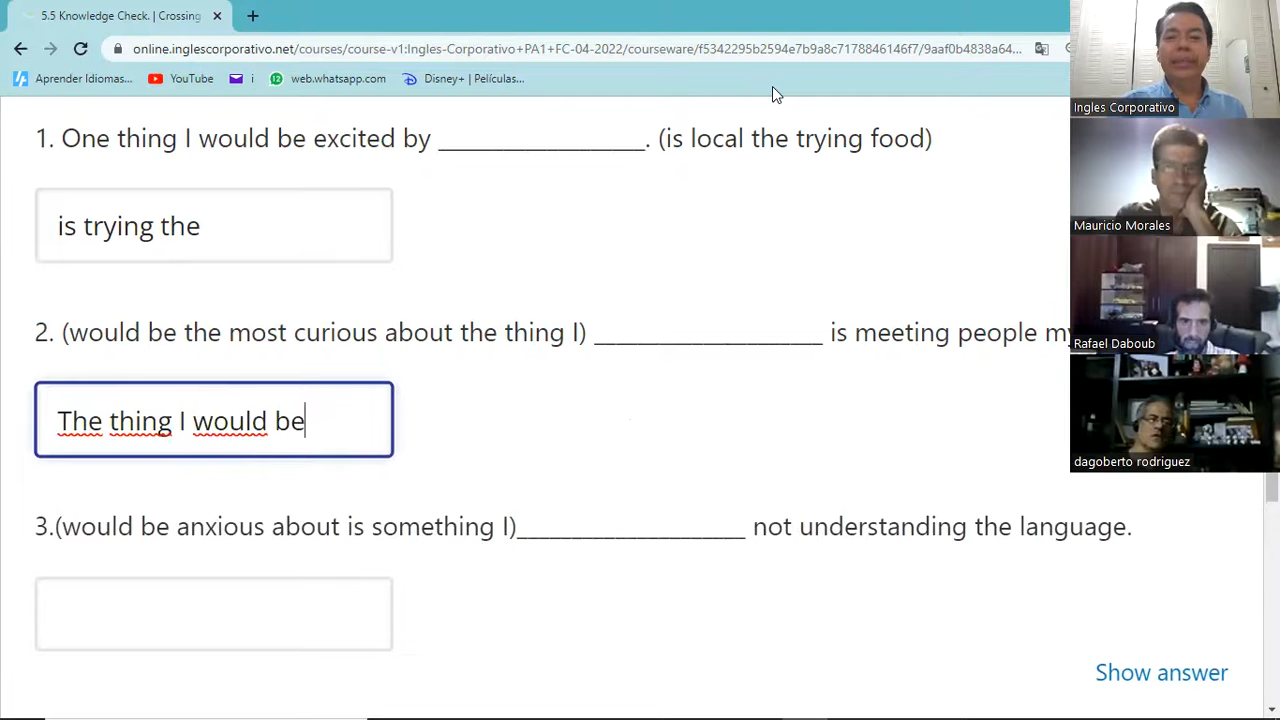 5.5 Knowledge Check. | Crossing
online.inglescorporativo.net/courses/course-v1:Ingles-Corporativo+PA1+FC-04-2022/courseware/f5342295b2594e7b9a8c7178846146f7/9aaf0b4838a64...
Aprender Idiomas...
YouTube
i
web.whatsapp.com
Disney+ | Películas,...
1. One thing I would be excited by _________________. (is local the trying food)
is trying the
2. (would be the most curious about the thing I) ___________________ is meeting people my
The thing I would be
3.(would be anxious about is something I)___________________ not understanding the language.
Show answer
Ingles Corporativo
Mauricio Morales
Rafael Daboub
dagoberto rodriguez